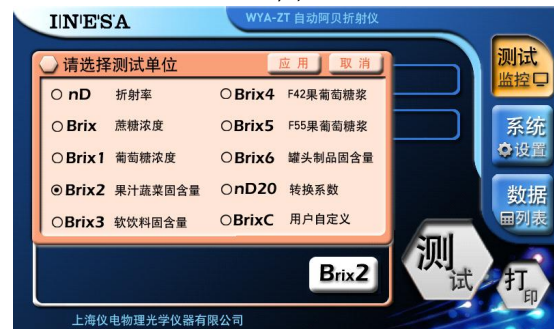 INESA
WYA-ZT 自动阿贝折射仪
请选择测试单位
应用 取消
nD 折射率
Brix4 F42果葡萄糖浆
Brix 蔗糖浓度
Brix5 F55果葡萄糖浆
Brix1 葡萄糖浓度
Brix6 罐头制品固含量
Brix2 果汁蔬菜固含量
nD20 转换系数
Brix3 软饮料固含量
BrixC 用户自定义
Brix2
测试
监控
系统
设置
数据
列表
测试
打印
上海仪电物理光学仪器有限公司